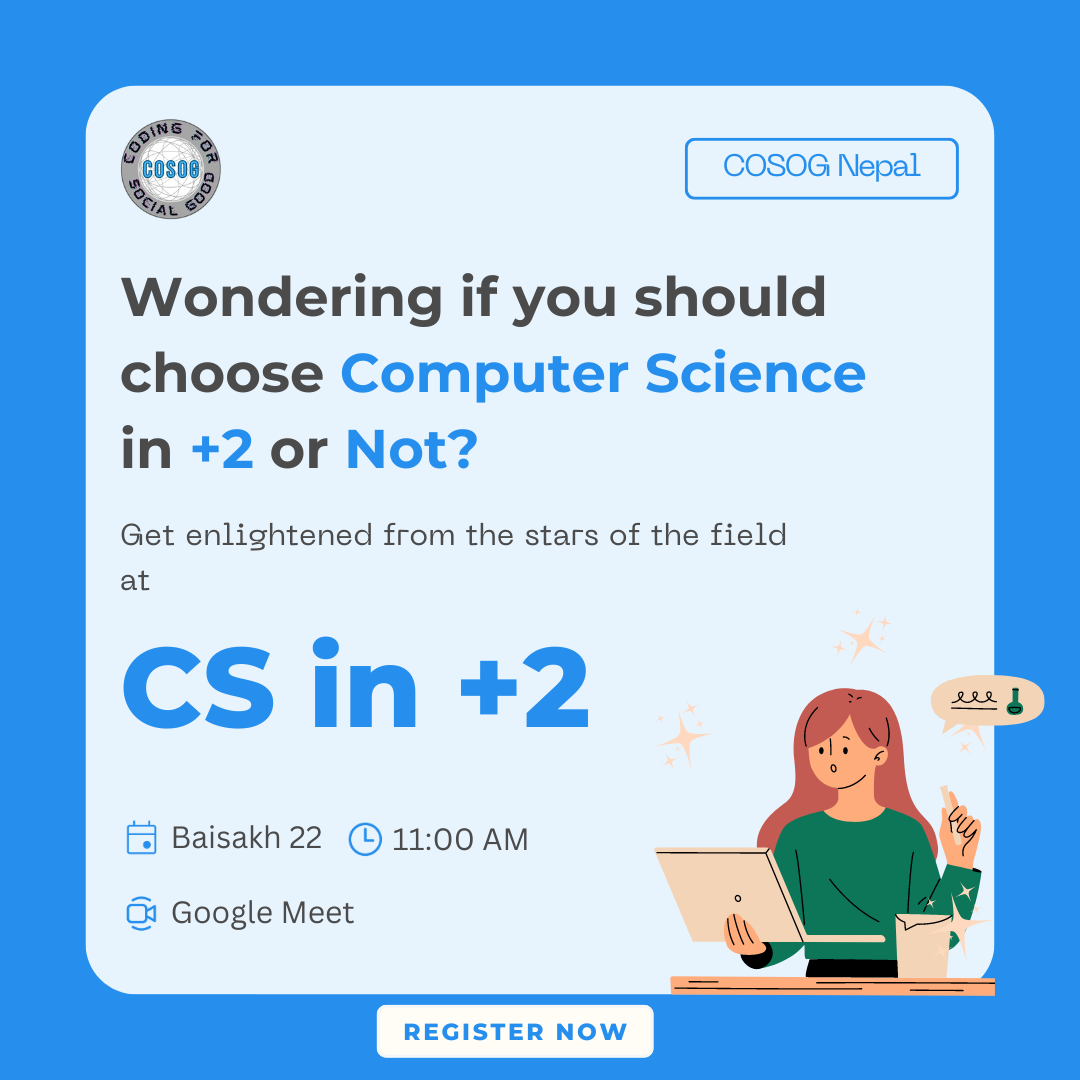 CODING FOR
COSOG
SOCIAL GOOD
COSOG Nepal
Wondering if you should
choose Computer Science
in +2 or Not?
Get enlightened from the stars of the field
at
CS in +2
Baisakh 22
11:00 AM
Google Meet
REGISTER NOW